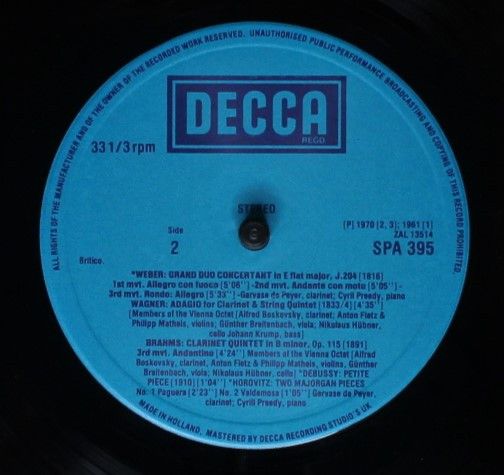 ALL RIGHTS OF THE MANUFACTURER AND OF THE OWNER OF THE RECORDED WORK RESERVED. UNAUTHORISED PUBLIC PERFORMANCE BROADCASTING AND COPYING OF THIS RECORD PROHIBITED.
DECCA
REGD.
33 1/3 rpm
STEREO
Side
2
[P] 1970 [2, 3]; 1961 [1]
ZAL 13514
SPA 395
Britico.
*WEBER: GRAND DUO CONCERTANT in E flat major, J.204 [1816]
1st mvt. Allegro con fuoco [5'06"] -2nd mvt. Andante con moto [5'05"] -
3rd mvt. Rondo: Allegro [5'33"] -Gervase de Peyer, clarinet; Cyril Preedy, piano
WAGNER: ADAGIO for Clarinet & String Quintet [1833/4] [4'35"]
[Members of the Vienna Octet: Alfred Boskovsky, clarinet; Anton Fietz &
Philipp Matheis, violins; Günther Breitenbach, viola; Nikolaus Hübner,
cello Johann Krump, bass]
BRAHMS: CLARINET QUINTET in B minor, Op. 115 [1891]
3rd mvt. Andantino [4'24"] Members of the Vienna Octet [Alfred
Boskovsky, clarinet, Anton Fietz & Philipp Matheis, violins, Günther
Breitenbach, viola; Nikolaus Hübner, cello] *DEBUSSY: PETITE
PIÈCE [1910] [1'04"] *HOROVITZ: TWO MAJORCAN PIECES
No. 1 Paguera [2'23"] No. 2 Valdemosa [1'05"] Gervase de Peyer,
clarinet; Cyril Preedy, piano
MADE IN HOLLAND, MASTERED BY DECCA RECORDING STUDIO'S UK